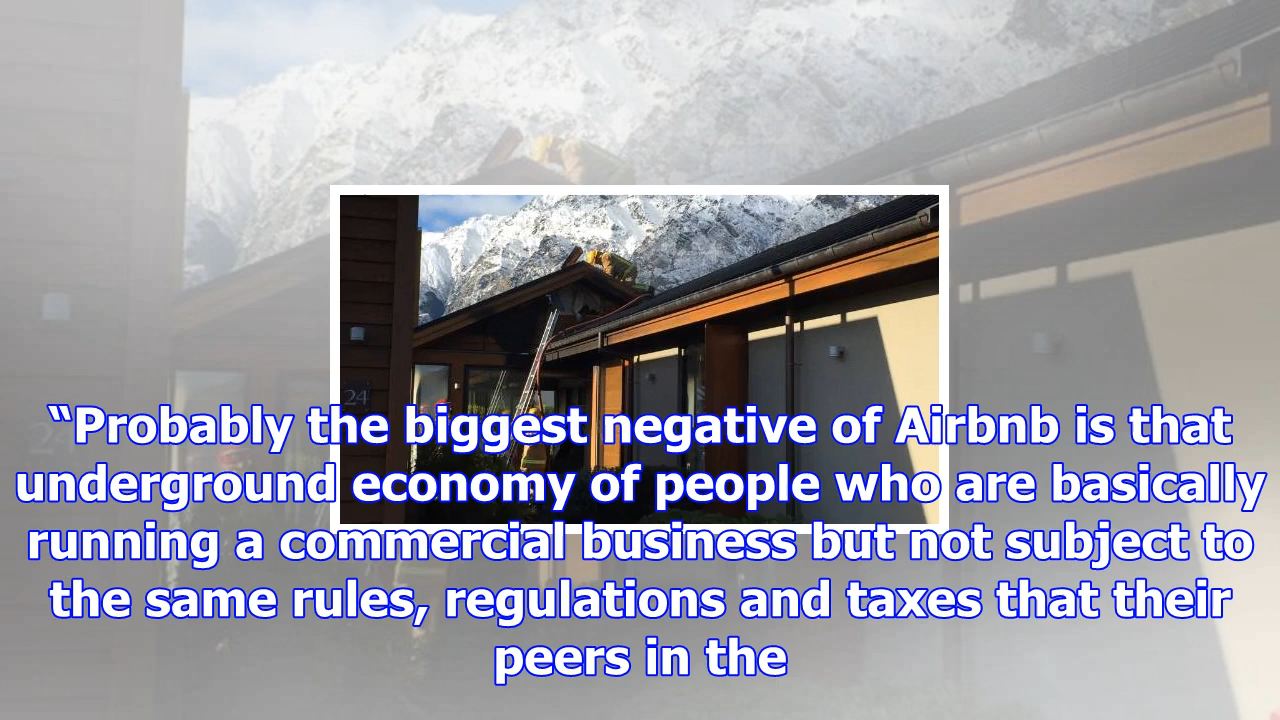 24
“Probably the biggest negative of Airbnb is that
underground economy of people who are basically
running a commercial business but not subject to
the same rules, regulations and taxes that their
peers in the